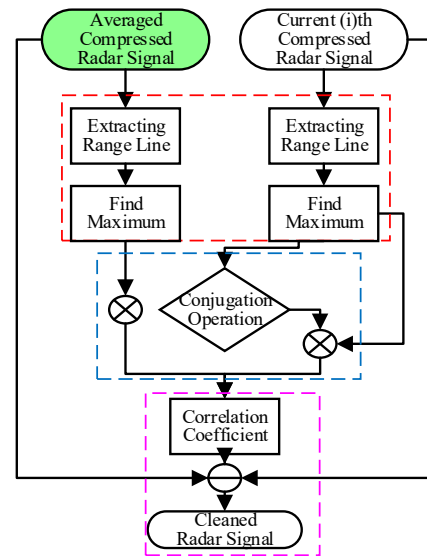 Averaged
Compressed
Radar Signal
Current (i)th
Compressed
Radar Signal
Extracting
Range Line
Extracting
Range Line
Find
Maximum
Find
Maximum
Conjugation
Operation
Correlation
Coefficient
Cleaned
Radar Signal